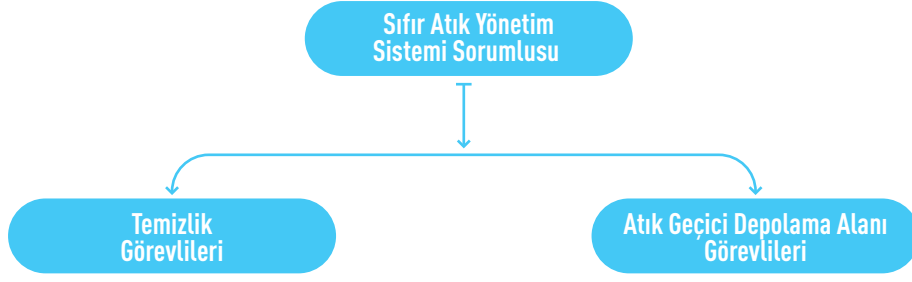 Sıfır Atık Yönetim
Sistemi Sorumlusu
Temizlik
Görevlileri
Atık Geçici Depolama Alanı
Görevlileri